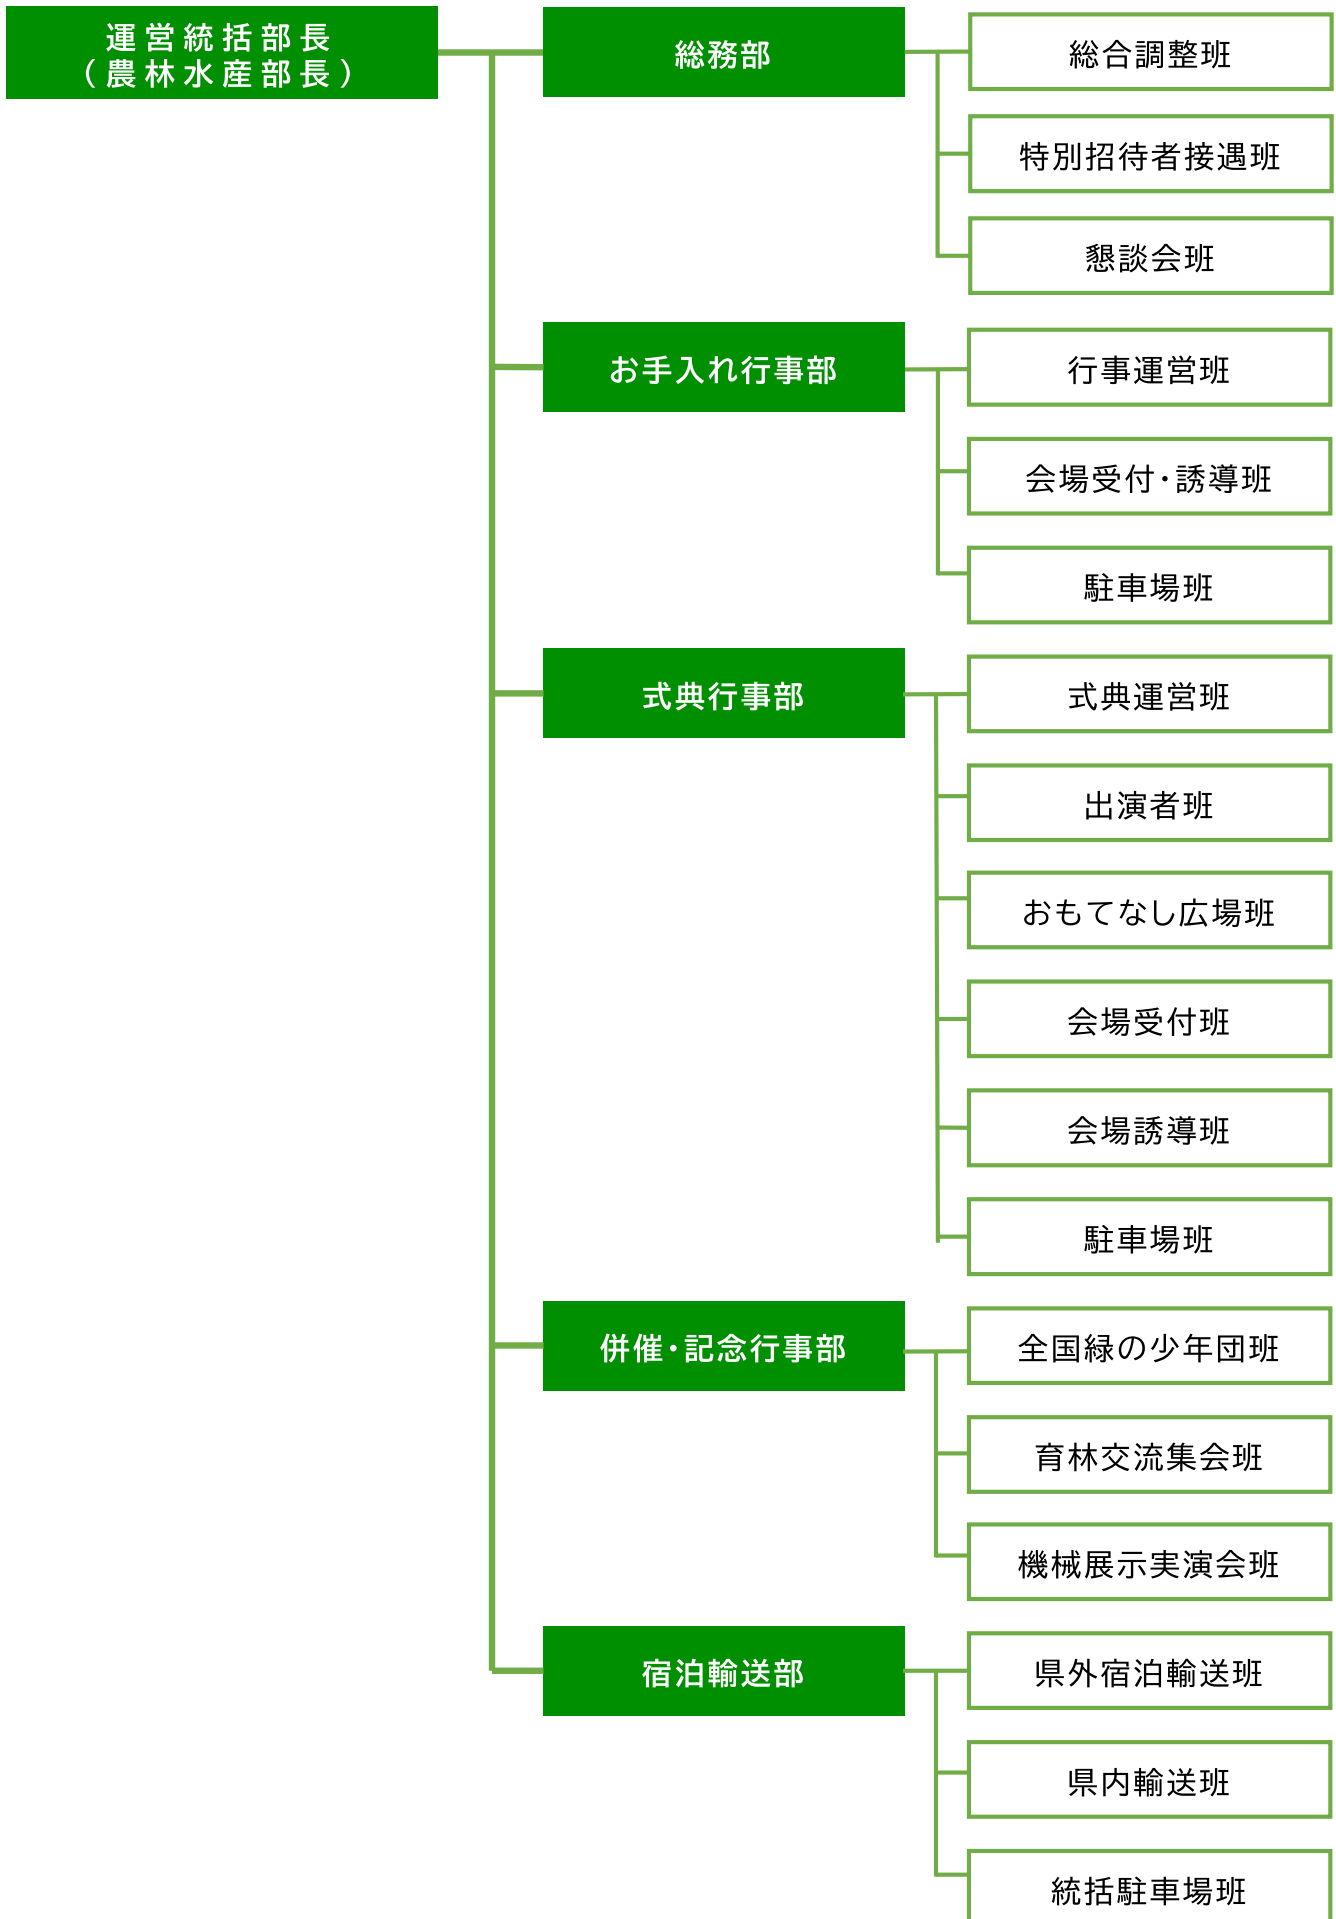 運営統括部長
（農林水産部長）
総務部
総合調整班
特別招待者接遇班
懇談会班
お手入れ行事部
行事運営班
会場受付・誘導班
駐車場班
式典行事部
式典運営班
出演者班
おもてなし広場班
会場受付班
会場誘導班
駐車場班
併催・記念行事部
全国緑の少年団班
育林交流集会班
機械展示実演会班
宿泊輸送部
県外宿泊輸送班
県内輸送班
統括駐車場班